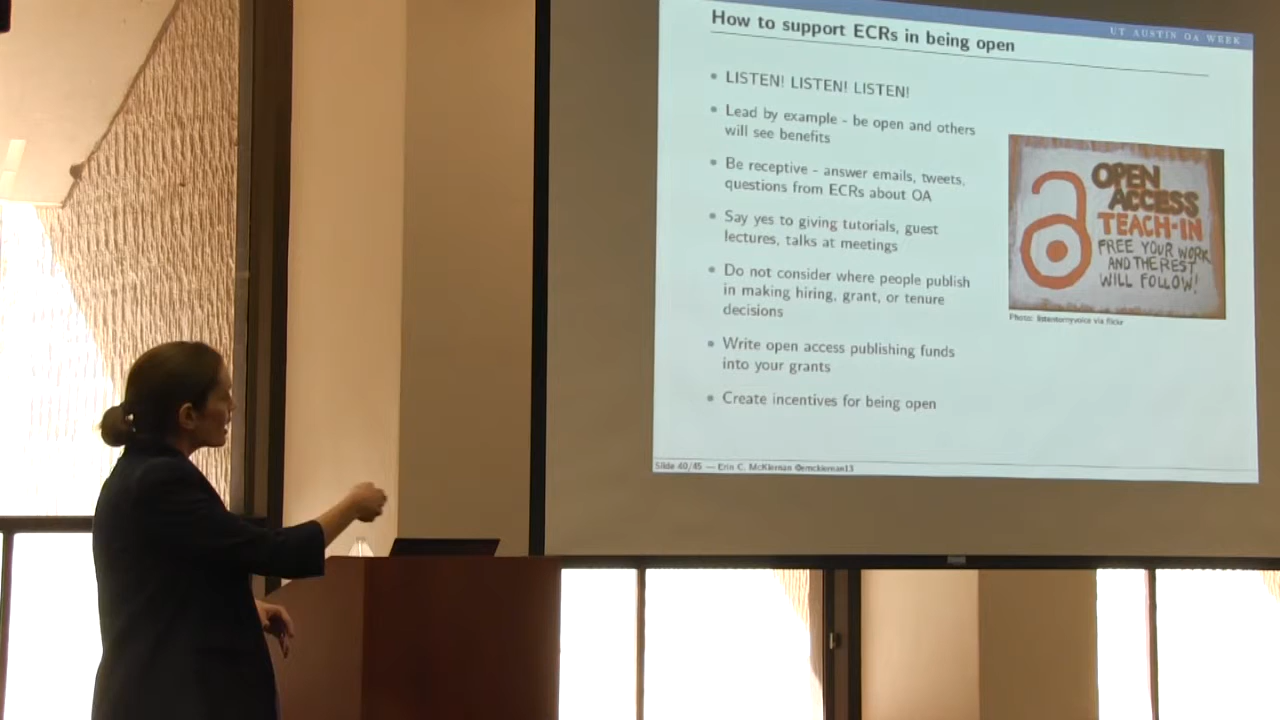 How to support ECRs in being open
UT AUSTIN OA WEEK
• LISTEN! LISTEN! LISTEN!
• Lead by example - be open and others
will see benefits
• Be receptive - answer emails, tweets,
questions from ECRs about OA
• Say yes to giving tutorials, guest
lectures, talks at meetings
• Do not consider where people publish
in making hiring, grant, or tenure
decisions
• Write open access publishing funds
into your grants
• Create incentives for being open
OPEN
ACCESS
TEACH-IN
FREE YOUR WORK
AND THE REST
WILL FOLLOW!
Photo: listentomyvoice via flickr
Slide 40/45 — Erin C. McKiernan @emckiernan13